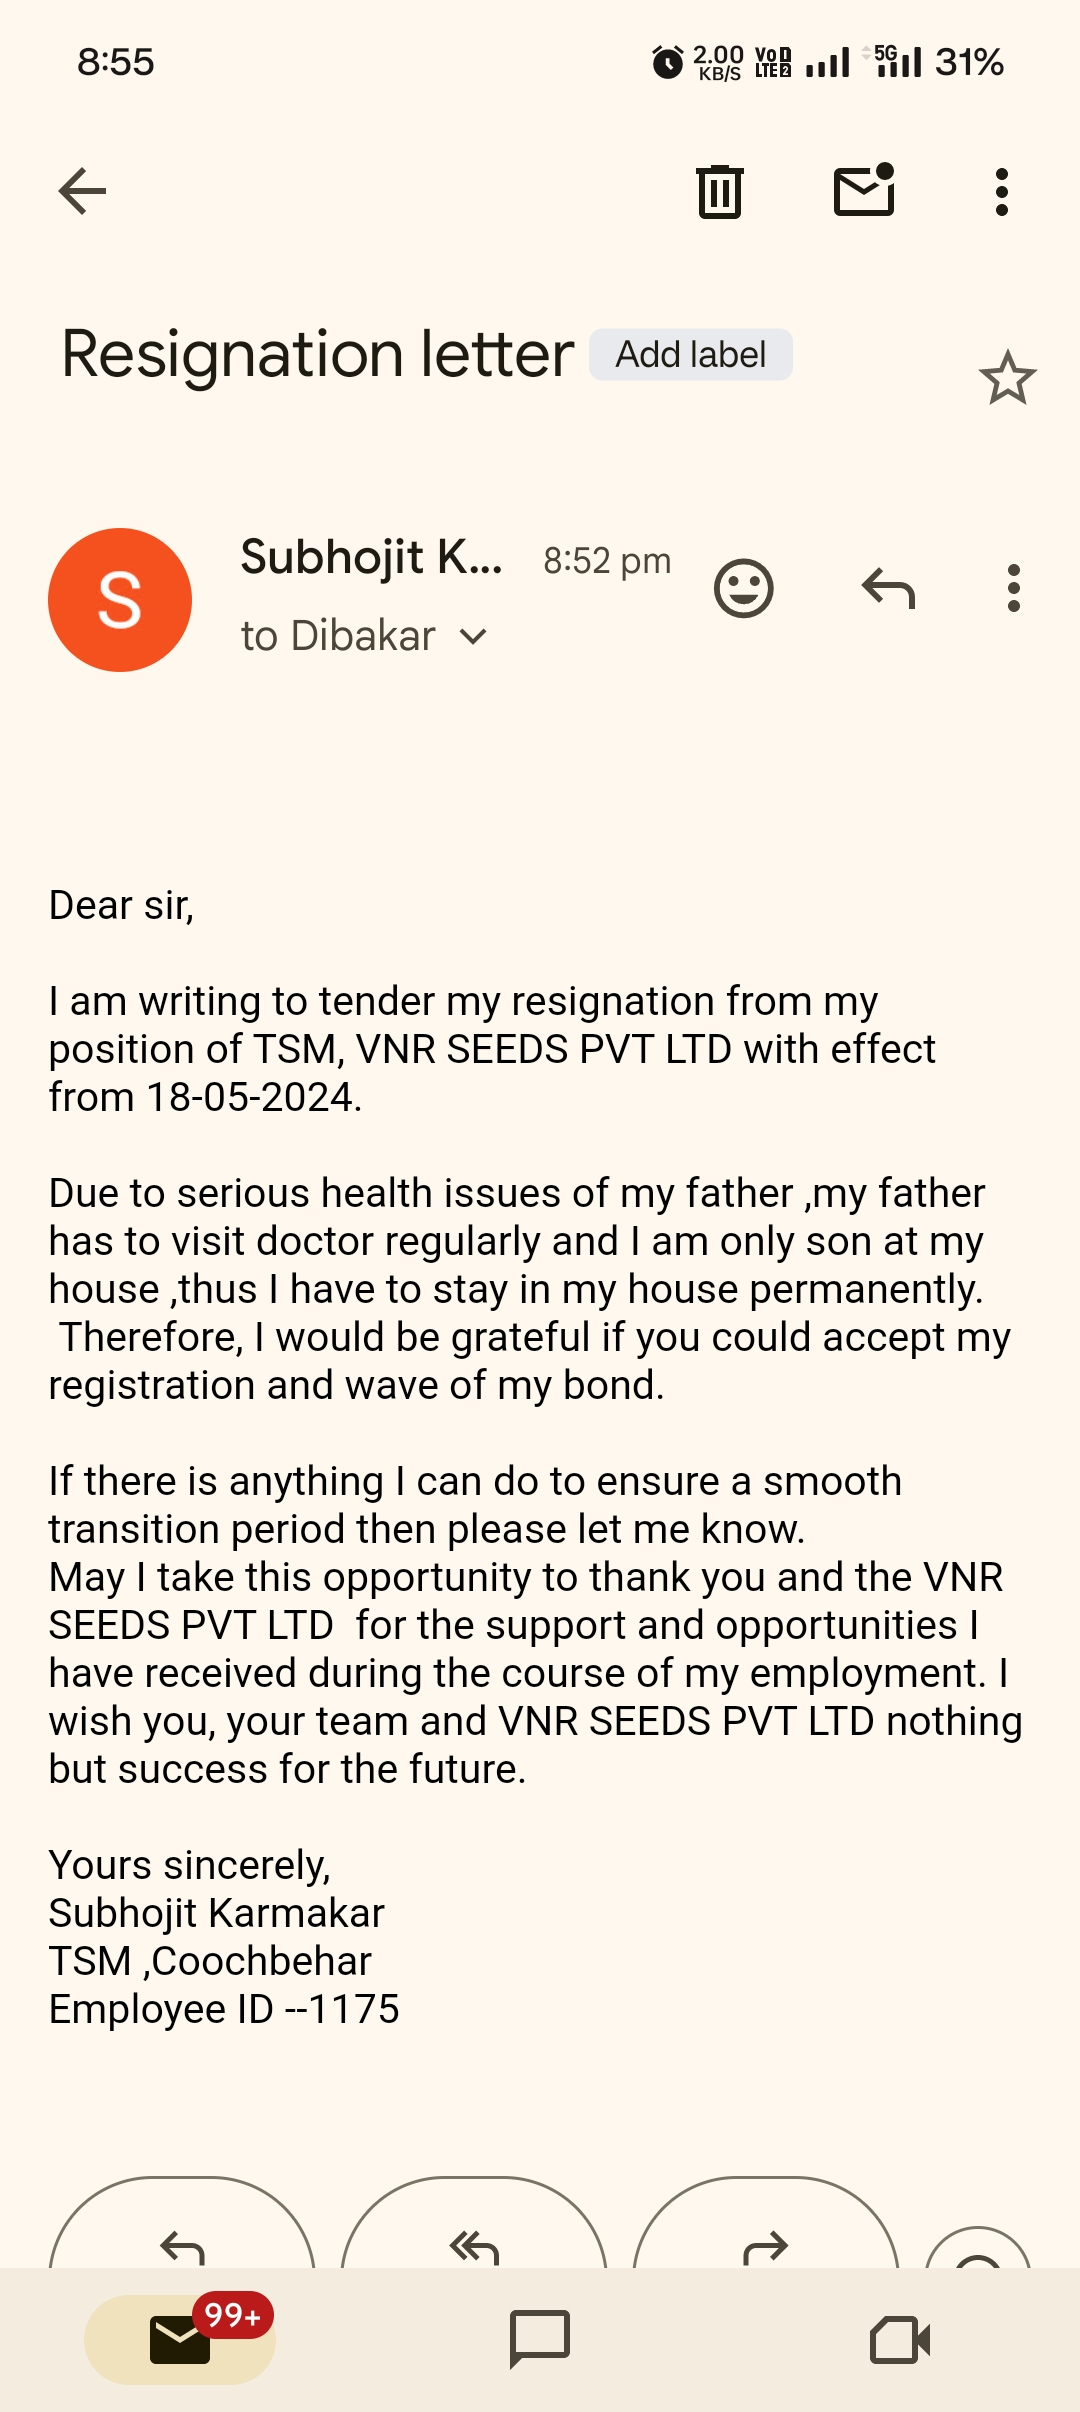 8:55
2.00 KB/S VoD LTE 2 5G 31%
Resignation letter Add label
S
Subhojit K... 8:52 pm
to Dibakar
Dear sir,
I am writing to tender my resignation from my
position of TSM, VNR SEEDS PVT LTD with effect
from 18-05-2024.
Due to serious health issues of my father ,my father
has to visit doctor regularly and I am only son at my
house ,thus I have to stay in my house permanently.
Therefore, I would be grateful if you could accept my
registration and wave of my bond.
If there is anything I can do to ensure a smooth
transition period then please let me know.
May I take this opportunity to thank you and the VNR
SEEDS PVT LTD  for the support and opportunities I
have received during the course of my employment. I
wish you, your team and VNR SEEDS PVT LTD nothing
but success for the future.
Yours sincerely,
Subhojit Karmakar
TSM ,Coochbehar
Employee ID --1175
99+